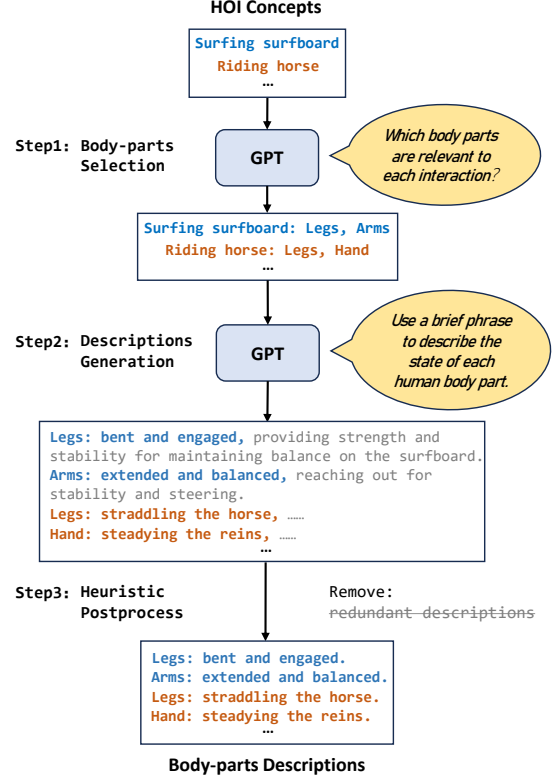 HOI Concepts
Surfing surfboard
Riding horse
…
Step1: Body-parts
Selection
GPT
Which body parts
are relevant to
each interaction?
Surfing surfboard: Legs, Arms
Riding horse: Legs, Hand
…
Step2: Descriptions
Generation
GPT
Use a brief phrase
to describe the
state of each
human body part.
Legs: bent and engaged, providing strength and
stability for maintaining balance on the surfboard.
Arms: extended and balanced, reaching out for
stability and steering.
Legs: straddling the horse, ……
Hand: steadying the reins, ……
…
Step3: Heuristic
Postprocess
Remove:
redundant descriptions
Legs: bent and engaged.
Arms: extended and balanced.
Legs: straddling the horse.
Hand: steadying the reins.
…
Body-parts Descriptions